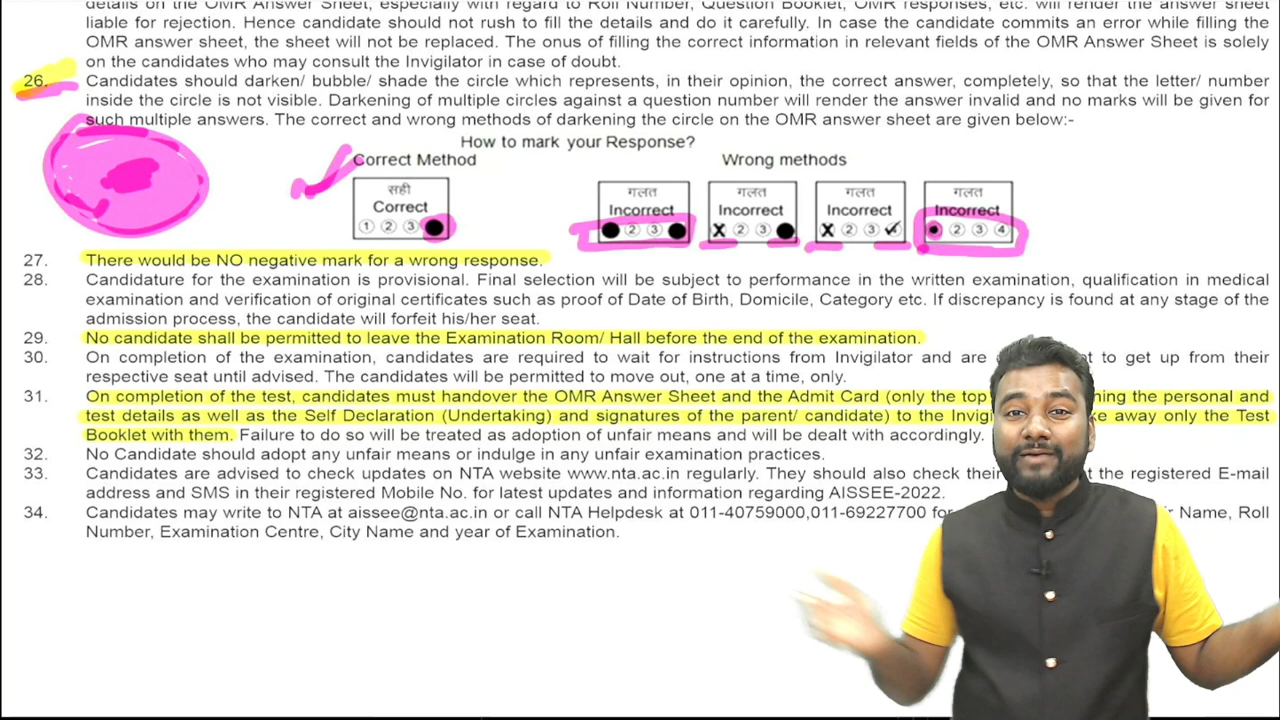 details on the OMR Answer Sheet, especially with regard to Roll Number, Question Booklet, OMR responses, etc. will render the answer sheet
liable for rejection. Hence candidate should not rush to fill the details and do it carefully. In case the candidate commits an error while filling the
OMR answer sheet, the sheet will not be replaced. The onus of filling the correct information in relevant fields of the OMR Answer Sheet is solely
on the candidates who may consult the Invigilator in case of doubt.
26. Candidates should darken/ bubble/ shade the circle which represents, in their opinion, the correct answer, completely, so that the letter/ number
inside the circle is not visible. Darkening of multiple circles against a question number will render the answer invalid and no marks will be given for
such multiple answers. The correct and wrong methods of darkening the circle on the OMR answer sheet are given below:-
How to mark your Response?
Correct Method Wrong methods
सही गलत गलत गलत गलत
Correct Incorrect Incorrect Incorrect Incorrect
1 2 3 2 3 2 3 2 3 2 3 4
27. There would be NO negative mark for a wrong response.
28. Candidature for the examination is provisional. Final selection will be subject to performance in the written examination, qualification in medical
examination and verification of original certificates such as proof of Date of Birth, Domicile, Category etc. If discrepancy is found at any stage of the
admission process, the candidate will forfeit his/her seat.
29. No candidate shall be permitted to leave the Examination Room/ Hall before the end of the examination.
30. On completion of the examination, candidates are required to wait for instructions from Invigilator and are to get up from their
respective seat until advised. The candidates will be permitted to move out, one at a time, only.
31. On completion of the test, candidates must handover the OMR Answer Sheet and the Admit Card (only the top the personal and
test details as well as the Self Declaration (Undertaking) and signatures of the parent/ candidate) to the away only the Test
Booklet with them. Failure to do so will be treated as adoption of unfair means and will be dealt with accordingly.
32. No Candidate should adopt any unfair means or indulge in any unfair examination practices.
33. Candidates are advised to check updates on NTA website www.nta.ac.in regularly. They should also check their the registered E-mail
address and SMS in their registered Mobile No. for latest updates and information regarding AISSEE-2022.
34. Candidates may write to NTA at aissee@nta.ac.in or call NTA Helpdesk at 011-40759000,011-69227700 for Name, Roll
Number, Examination Centre, City Name and year of Examination.